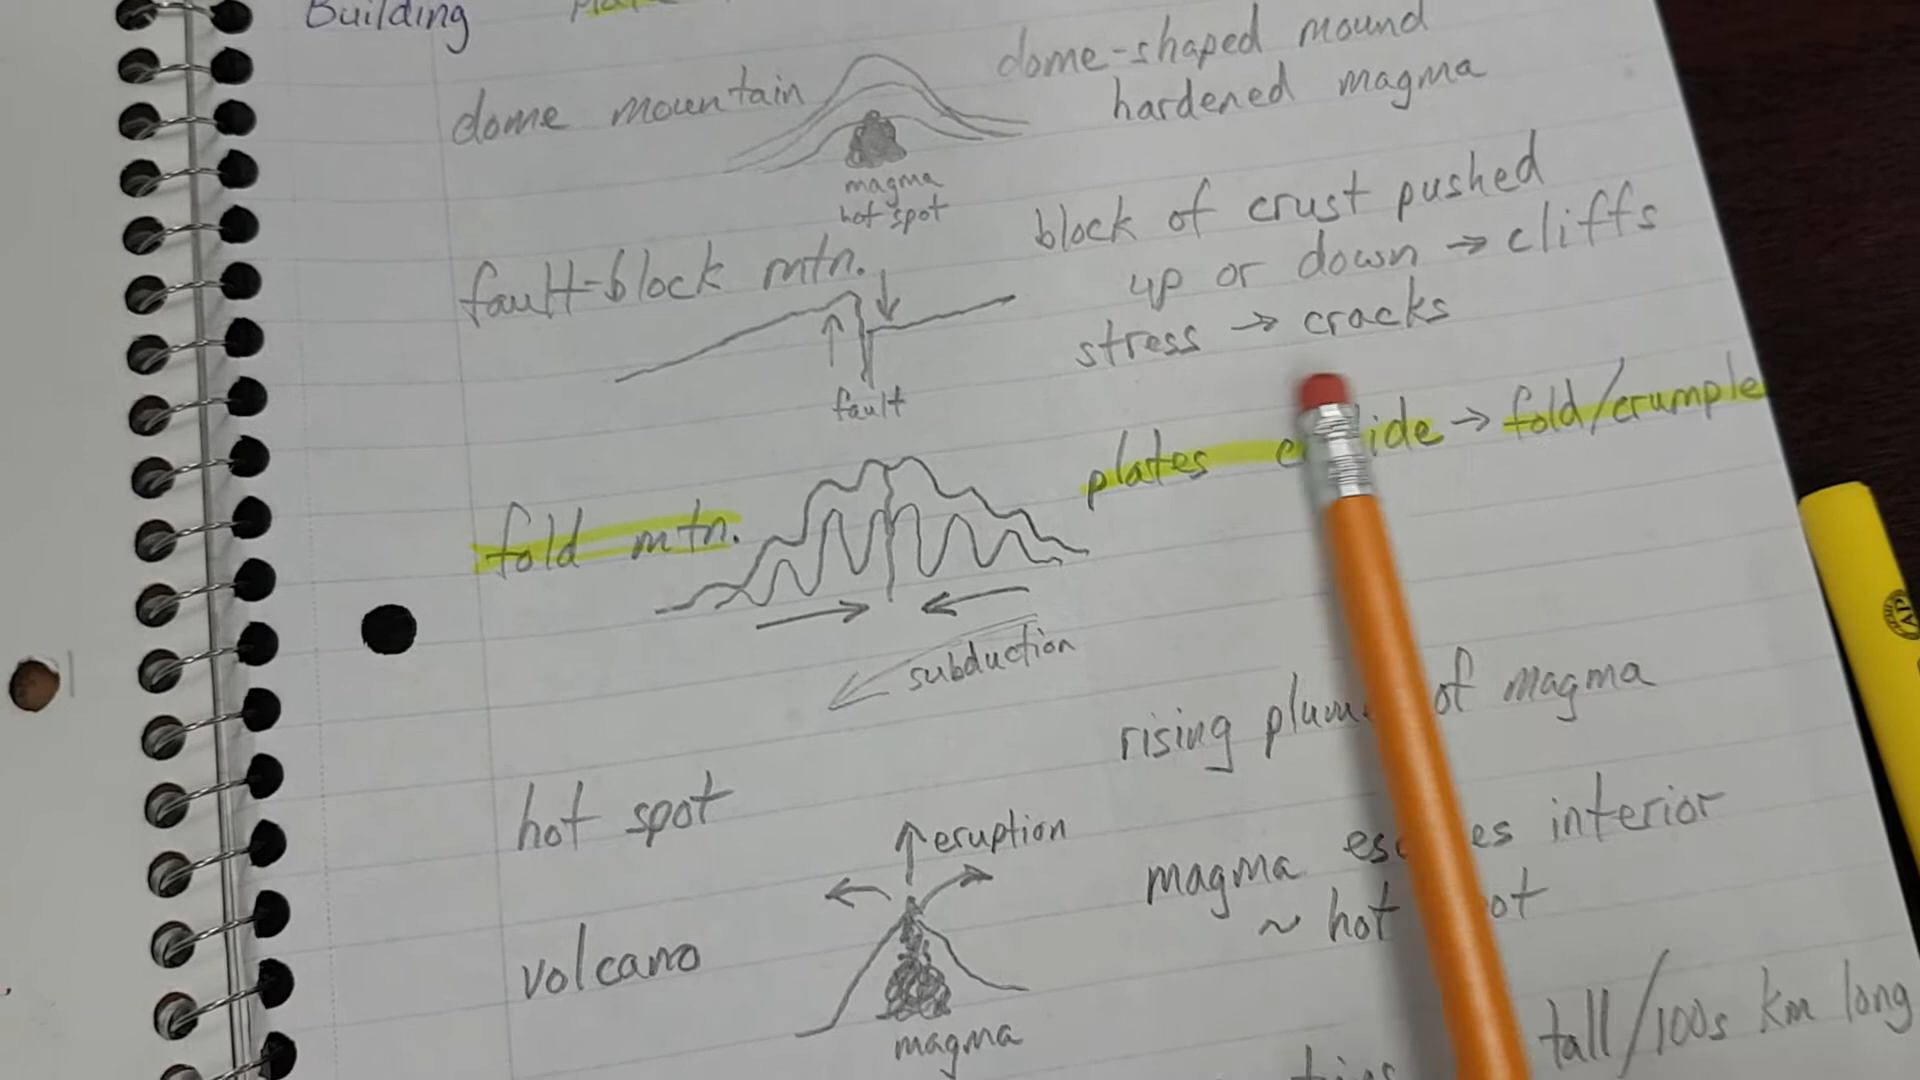 Building
dome mountain
dome-shaped mound
hardened magma
magma
hot spot
fault-block mtn.
block of crust pushed
up or down → cliffs
stress → cracks
fault
fold mtn.
plates ide → fold/crumple
subduction
hot spot
rising of magma
eruption
volcano
magma interior
~ hot
magma
tall/100s km long